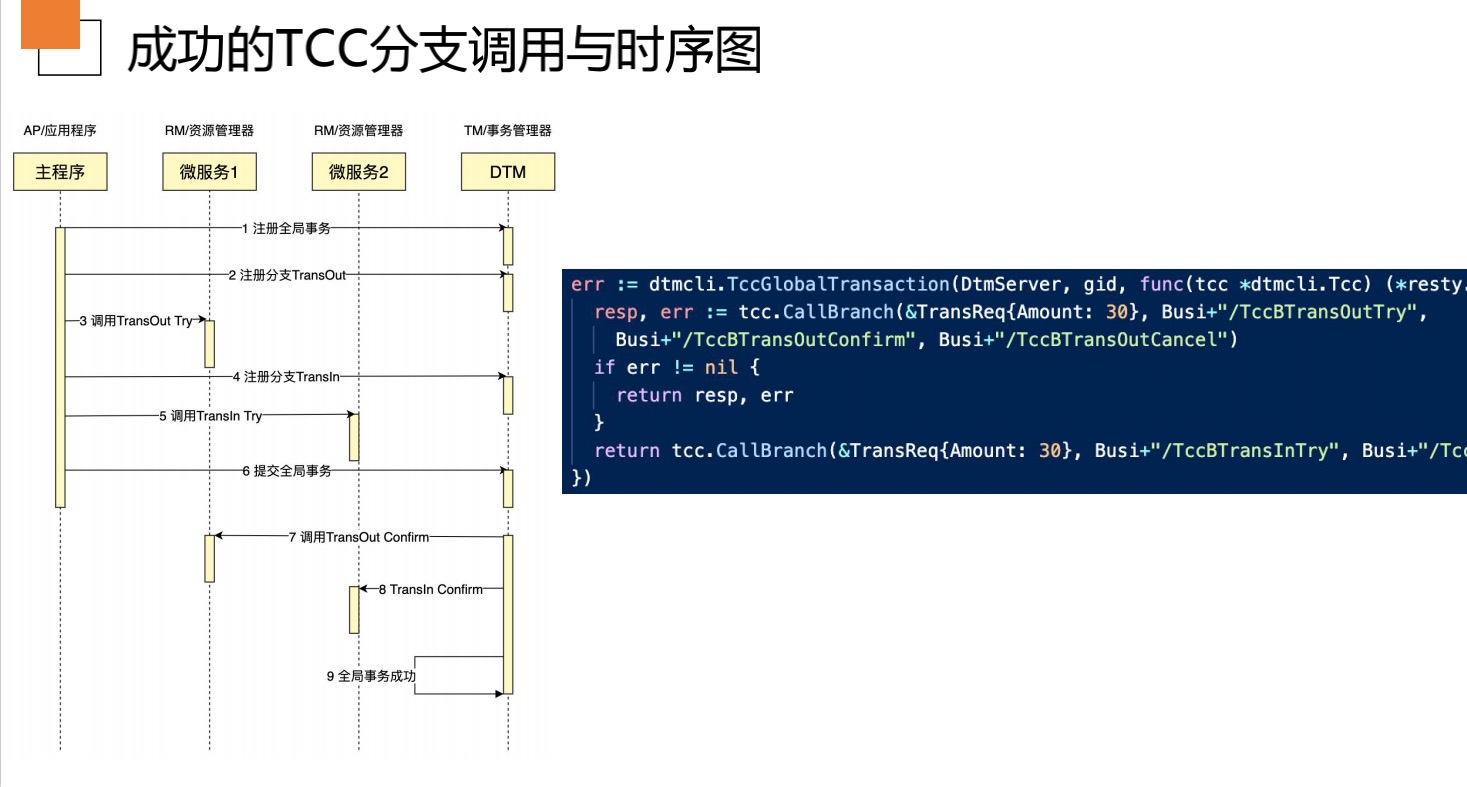 成功的TCC分支调用与时序图
AP/应用程序
RM/资源管理器
RM/资源管理器
TM/事务管理器
主程序
微服务1
微服务2
DTM
1 注册全局事务
2 注册分支TransOut
3 调用TransOut Try
4 注册分支TransIn
5 调用TransIn Try
6 提交全局事务
7 调用TransOut Confirm
8 TransIn Confirm
9 全局事务成功
err := dtmcli.TccGlobalTransaction(DtmServer, gid, func(tcc *dtmcli.Tcc) (*resty.
resp, err := tcc.CallBranch(&TransReq{Amount: 30}, Busi+"/TccBTransOutTry",
Busi+"/TccBTransOutConfirm", Busi+"/TccBTransOutCancel")
if err != nil {
return resp, err
}
return tcc.CallBranch(&TransReq{Amount: 30}, Busi+"/TccBTransInTry", Busi+"/Tcc
})